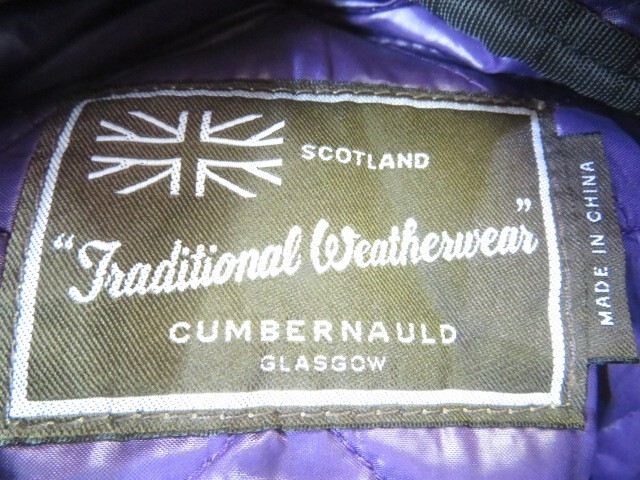 SCOTLAND
"Traditional Weatherwear"
CUMBERNAULD
GLASGOW
MADE IN CHINA